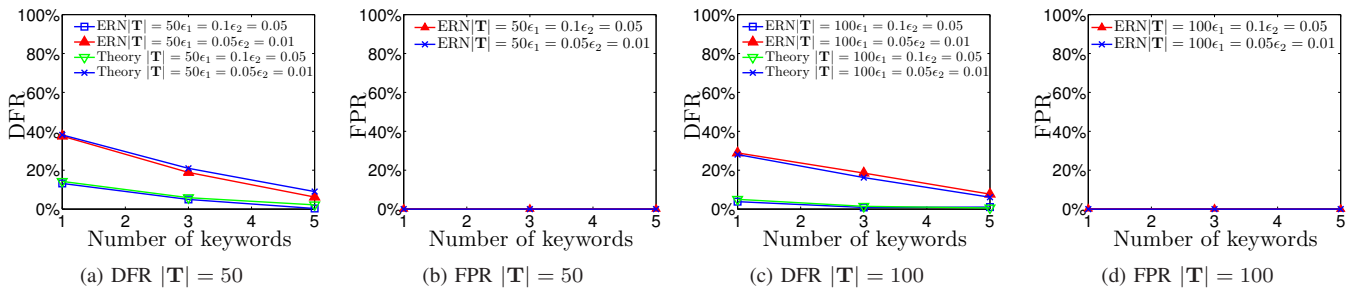 100%
80%
60%
40%
20%
0%
DFR
ERN|T| = 50ϵ₁ = 0.1ϵ₂ = 0.05
ERN|T| = 50ϵ₁ = 0.05ϵ₂ = 0.01
Theory |T| = 50ϵ₁ = 0.1ϵ₂ = 0.05
Theory |T| = 50ϵ₁ = 0.05ϵ₂ = 0.01
1 2 3 4 5
Number of keywords
(a) DFR |T| = 50
100%
80%
60%
40%
20%
0%
FPR
ERN|T| = 50ϵ₁ = 0.1ϵ₂ = 0.05
ERN|T| = 50ϵ₁ = 0.05ϵ₂ = 0.01
1 2 3 4 5
Number of keywords
(b) FPR |T| = 50
100%
80%
60%
40%
20%
0%
DFR
ERN|T| = 100ϵ₁ = 0.1ϵ₂ = 0.05
ERN|T| = 100ϵ₁ = 0.05ϵ₂ = 0.01
Theory |T| = 100ϵ₁ = 0.1ϵ₂ = 0.05
Theory |T| = 100ϵ₁ = 0.05ϵ₂ = 0.01
1 2 3 4 5
Number of keywords
(c) DFR |T| = 100
100%
80%
60%
40%
20%
0%
FPR
ERN|T| = 100ϵ₁ = 0.1ϵ₂ = 0.05
ERN|T| = 100ϵ₁ = 0.05ϵ₂ = 0.01
1 2 3 4 5
Number of keywords
(d) FPR |T| = 100